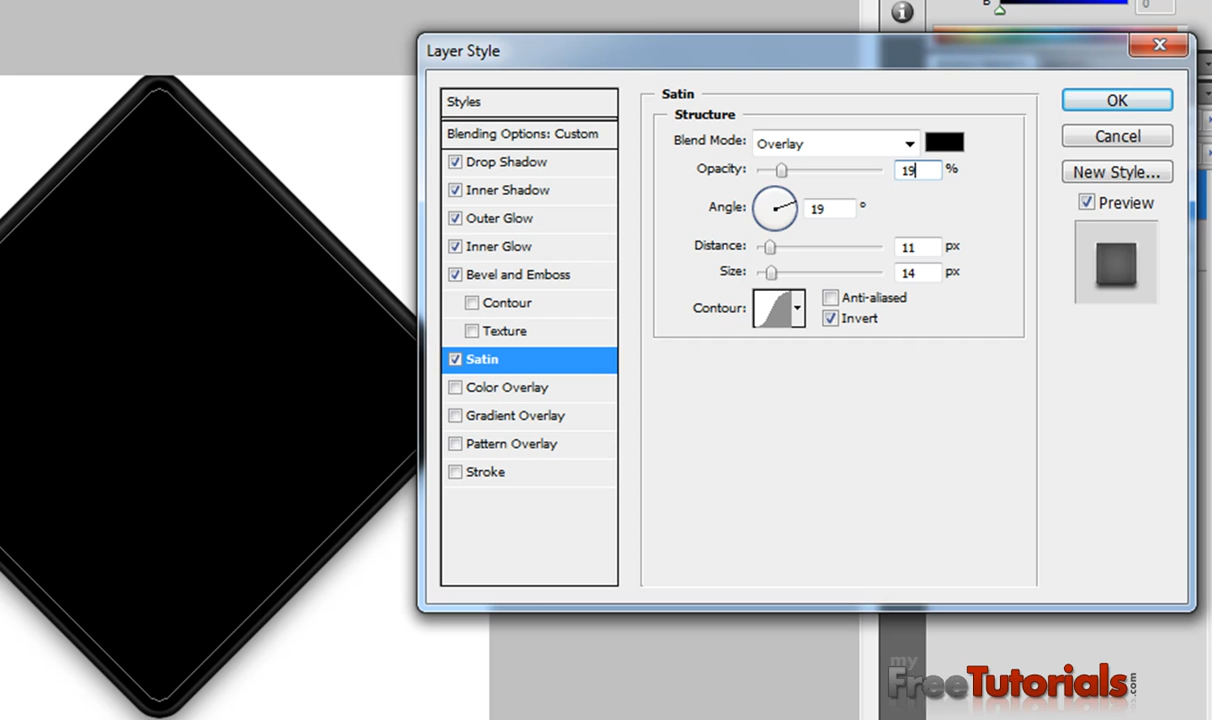 B
0
Layer Style
Styles
Blending Options: Custom
Drop Shadow
Inner Shadow
Outer Glow
Inner Glow
Bevel and Emboss
Contour
Texture
Satin
Color Overlay
Gradient Overlay
Pattern Overlay
Stroke
Satin
Structure
Blend Mode: Overlay
Opacity: 19 %
Angle: 19 °
Distance: 11 px
Size: 14 px
Contour: Anti-aliased
Invert
OK
Cancel
New Style...
Preview
my
FreeTutorials.com